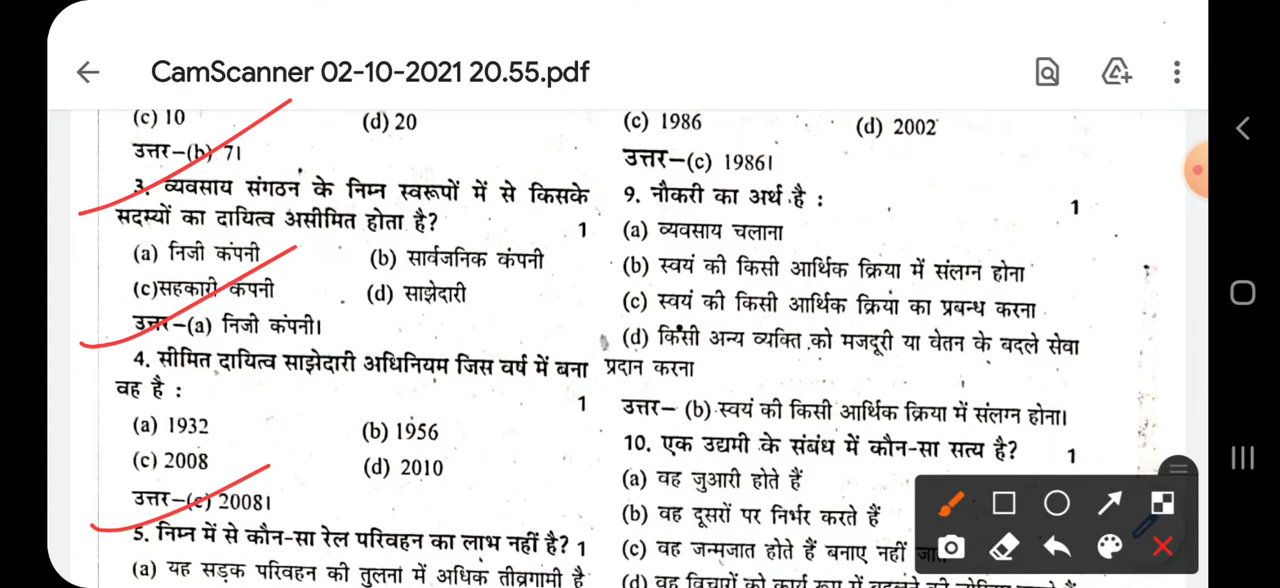 CamScanner 02-10-2021 20.55.pdf
(c) 10
(d) 20
उत्तर–(b) 7।
3. व्यवसाय संगठन के निम्न स्वरूपों में से किसके
सदस्यों का दायित्व असीमित होता है? 1
(a) निजी कंपनी
(b) सार्वजनिक कंपनी
(c)सहकारी कंपनी
(d) साझेदारी
उत्तर–(a) निजी कंपनी।
4. सीमित दायित्व साझेदारी अधिनियम जिस वर्ष में बना
वह है : 1
(a) 1932
(b) 1956
(c) 2008
(d) 2010
उत्तर–(c) 2008।
5. निम्न में से कौन-सा रेल परिवहन का लाभ नहीं है? 1
(a) यह सड़क परिवहन की तुलना में अधिक तीव्रगामी है
(c) 1986
(d) 2002
उत्तर–(c) 1986।
9. नौकरी का अर्थ है : 1
(a) व्यवसाय चलाना
(b) स्वयं की किसी आर्थिक क्रिया में संलग्न होना
(c) स्वयं की किसी आर्थिक क्रिया का प्रबन्ध करना
(d) किसी अन्य व्यक्ति को मजदूरी या वेतन के बदले सेवा
प्रदान करना
उत्तर– (b) स्वयं की किसी आर्थिक क्रिया में संलग्न होना।
10. एक उद्यमी के संबंध में कौन-सा सत्य है? 1
(a) वह जुआरी होते हैं
(b) वह दूसरों पर निर्भर करते हैं
(c) वह जन्मजात होते हैं बनाए नहीं
(d) वह विचारों को कार्य रूप में